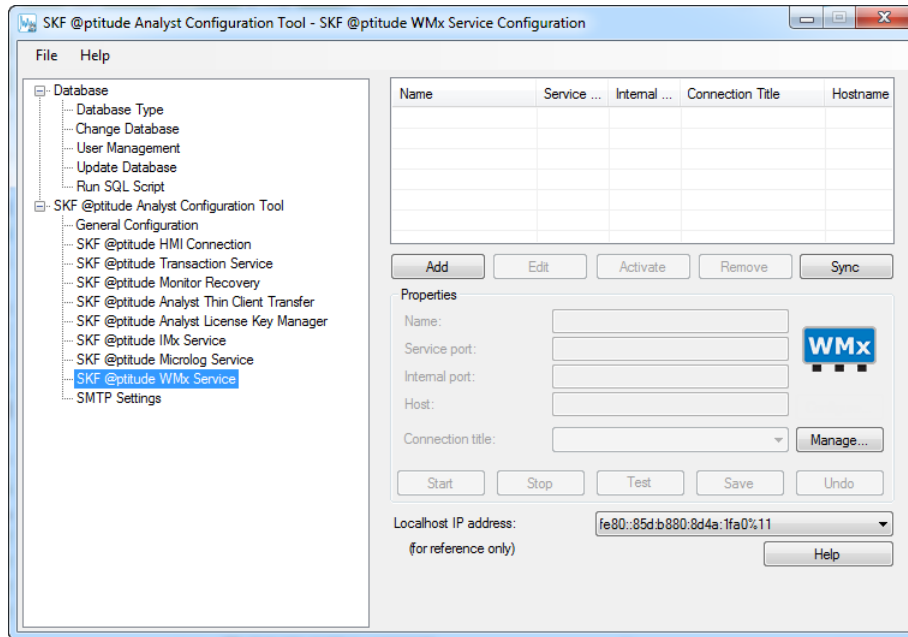 SKF @ptitude Analyst Configuration Tool - SKF @ptitude WMx Service Configuration
File Help
Database
Database Type
Change Database
User Management
Update Database
Run SQL Script
SKF @ptitude Analyst Configuration Tool
General Configuration
SKF @ptitude HMI Connection
SKF @ptitude Transaction Service
SKF @ptitude Monitor Recovery
SKF @ptitude Analyst Thin Client Transfer
SKF @ptitude Analyst License Key Manager
SKF @ptitude IMx Service
SKF @ptitude Microlog Service
SKF @ptitude WMx Service
SMTP Settings
Name Service ... Internal ... Connection Title Hostname
Add Edit Activate Remove Sync
Properties
Name:
Service port:
Internal port:
Host:
Connection title: Manage...
WMx
Start Stop Test Save Undo
Localhost IP address: fe80::85d:b880:8d4a:1fa0%11
(for reference only)
Help